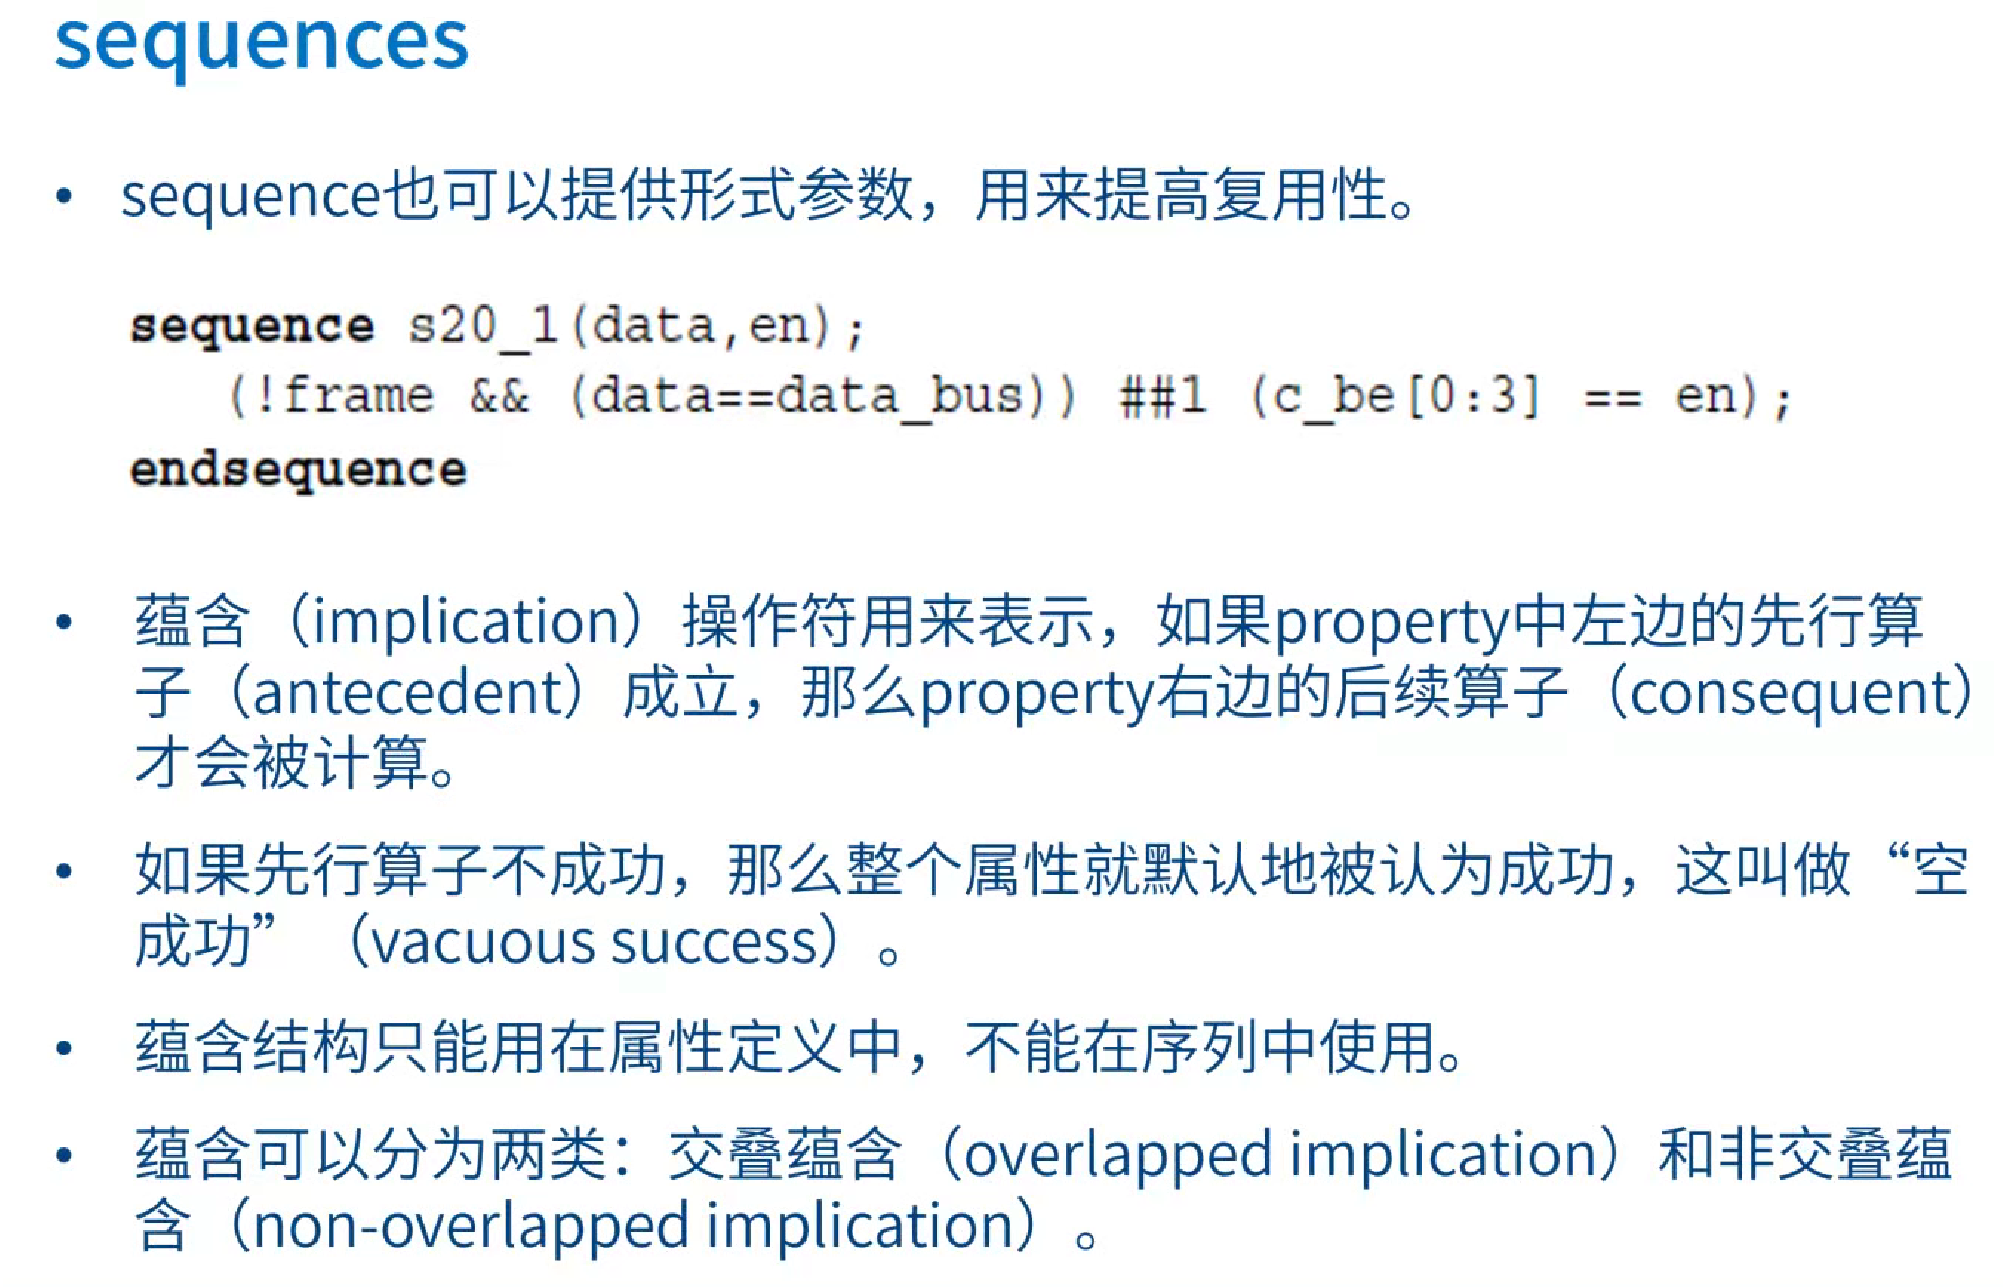 sequences
• sequence也可以提供形式参数，用来提高复用性。
sequence s20_1(data,en);
(!frame && (data==data_bus)) ##1 (c_be[0:3] == en);
endsequence
• 蕴含（implication）操作符用来表示，如果property中左边的先行算
子（antecedent）成立，那么property右边的后续算子（consequent）
才会被计算。
• 如果先行算子不成功，那么整个属性就默认地被认为成功，这叫做“空
成功”（vacuous success）。
• 蕴含结构只能用在属性定义中，不能在序列中使用。
• 蕴含可以分为两类：交叠蕴含（overlapped implication）和非交叠蕴
含（non-overlapped implication）。